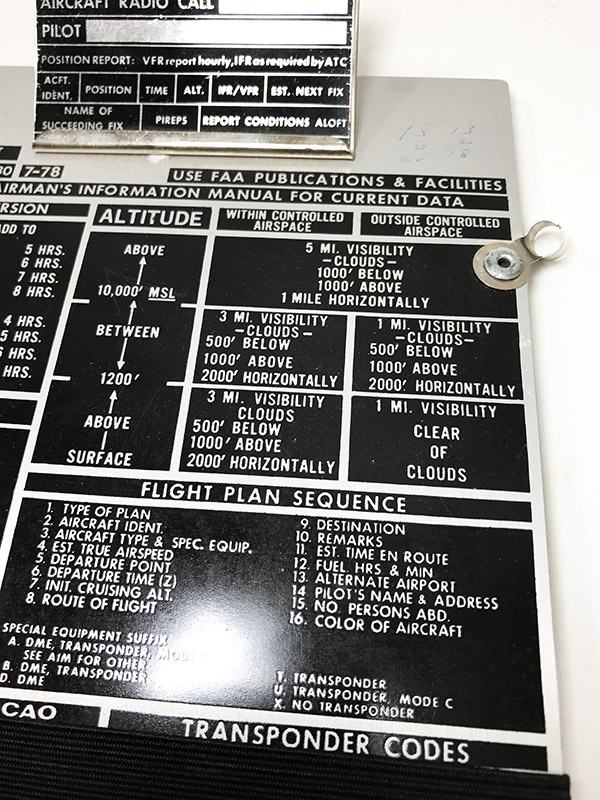 AIRCRAFT RADIO CALL
PILOT
POSITION REPORT: VFR report hourly, IFR as required by ATC
ACFT. IDENT. POSITION TIME ALT. IFR/VFR EST. NEXT FIX
NAME OF SUCCEEDING FIX PIREPS REPORT CONDITIONS ALOFT
15 13
6 6
78
7-78 USE FAA PUBLICATIONS & FACILITIES
AIRMAN'S INFORMATION MANUAL FOR CURRENT DATA
ADD TO
5 HRS.
6 HRS.
7 HRS.
8 HRS.
4 HRS.
5 HRS.
6 HRS.
HRS.
ALTITUDE
ABOVE
10,000' MSL
BETWEEN
1200'
ABOVE
SURFACE
WITHIN CONTROLLED AIRSPACE
OUTSIDE CONTROLLED AIRSPACE
5 MI. VISIBILITY
-CLOUDS-
1000' BELOW
1000' ABOVE
1 MILE HORIZONTALLY
3 MI. VISIBILITY
-CLOUDS-
500' BELOW
1000' ABOVE
2000' HORIZONTALLY
1 MI. VISIBILITY
-CLOUDS-
500' BELOW
1000' ABOVE
2000' HORIZONTALLY
3 MI. VISIBILITY
CLOUDS
500' BELOW
1000' ABOVE
2000' HORIZONTALLY
1 MI. VISIBILITY
CLEAR
OF
CLOUDS
FLIGHT PLAN SEQUENCE
1. TYPE OF PLAN
2. AIRCRAFT IDENT.
3. AIRCRAFT TYPE & SPEC. EQUIP.
4. EST. TRUE AIRSPEED
5. DEPARTURE POINT
6. DEPARTURE TIME (Z)
7. INIT. CRUISING ALT.
8. ROUTE OF FLIGHT
9. DESTINATION
10. REMARKS
11. EST. TIME EN ROUTE
12. FUEL. HRS & MIN
13. ALTERNATE AIRPORT
14 PILOT'S NAME & ADDRESS
15. NO. PERSONS ABD.
16. COLOR OF AIRCRAFT
SPECIAL EQUIPMENT SUFFIX
A. DME, TRANSPONDER, MODE
SEE AIM FOR OTHER
B. DME, TRANSPONDER
D. DME
T. TRANSPONDER
U. TRANSPONDER, MODE C
X. NO TRANSPONDER
TRANSPONDER CODES